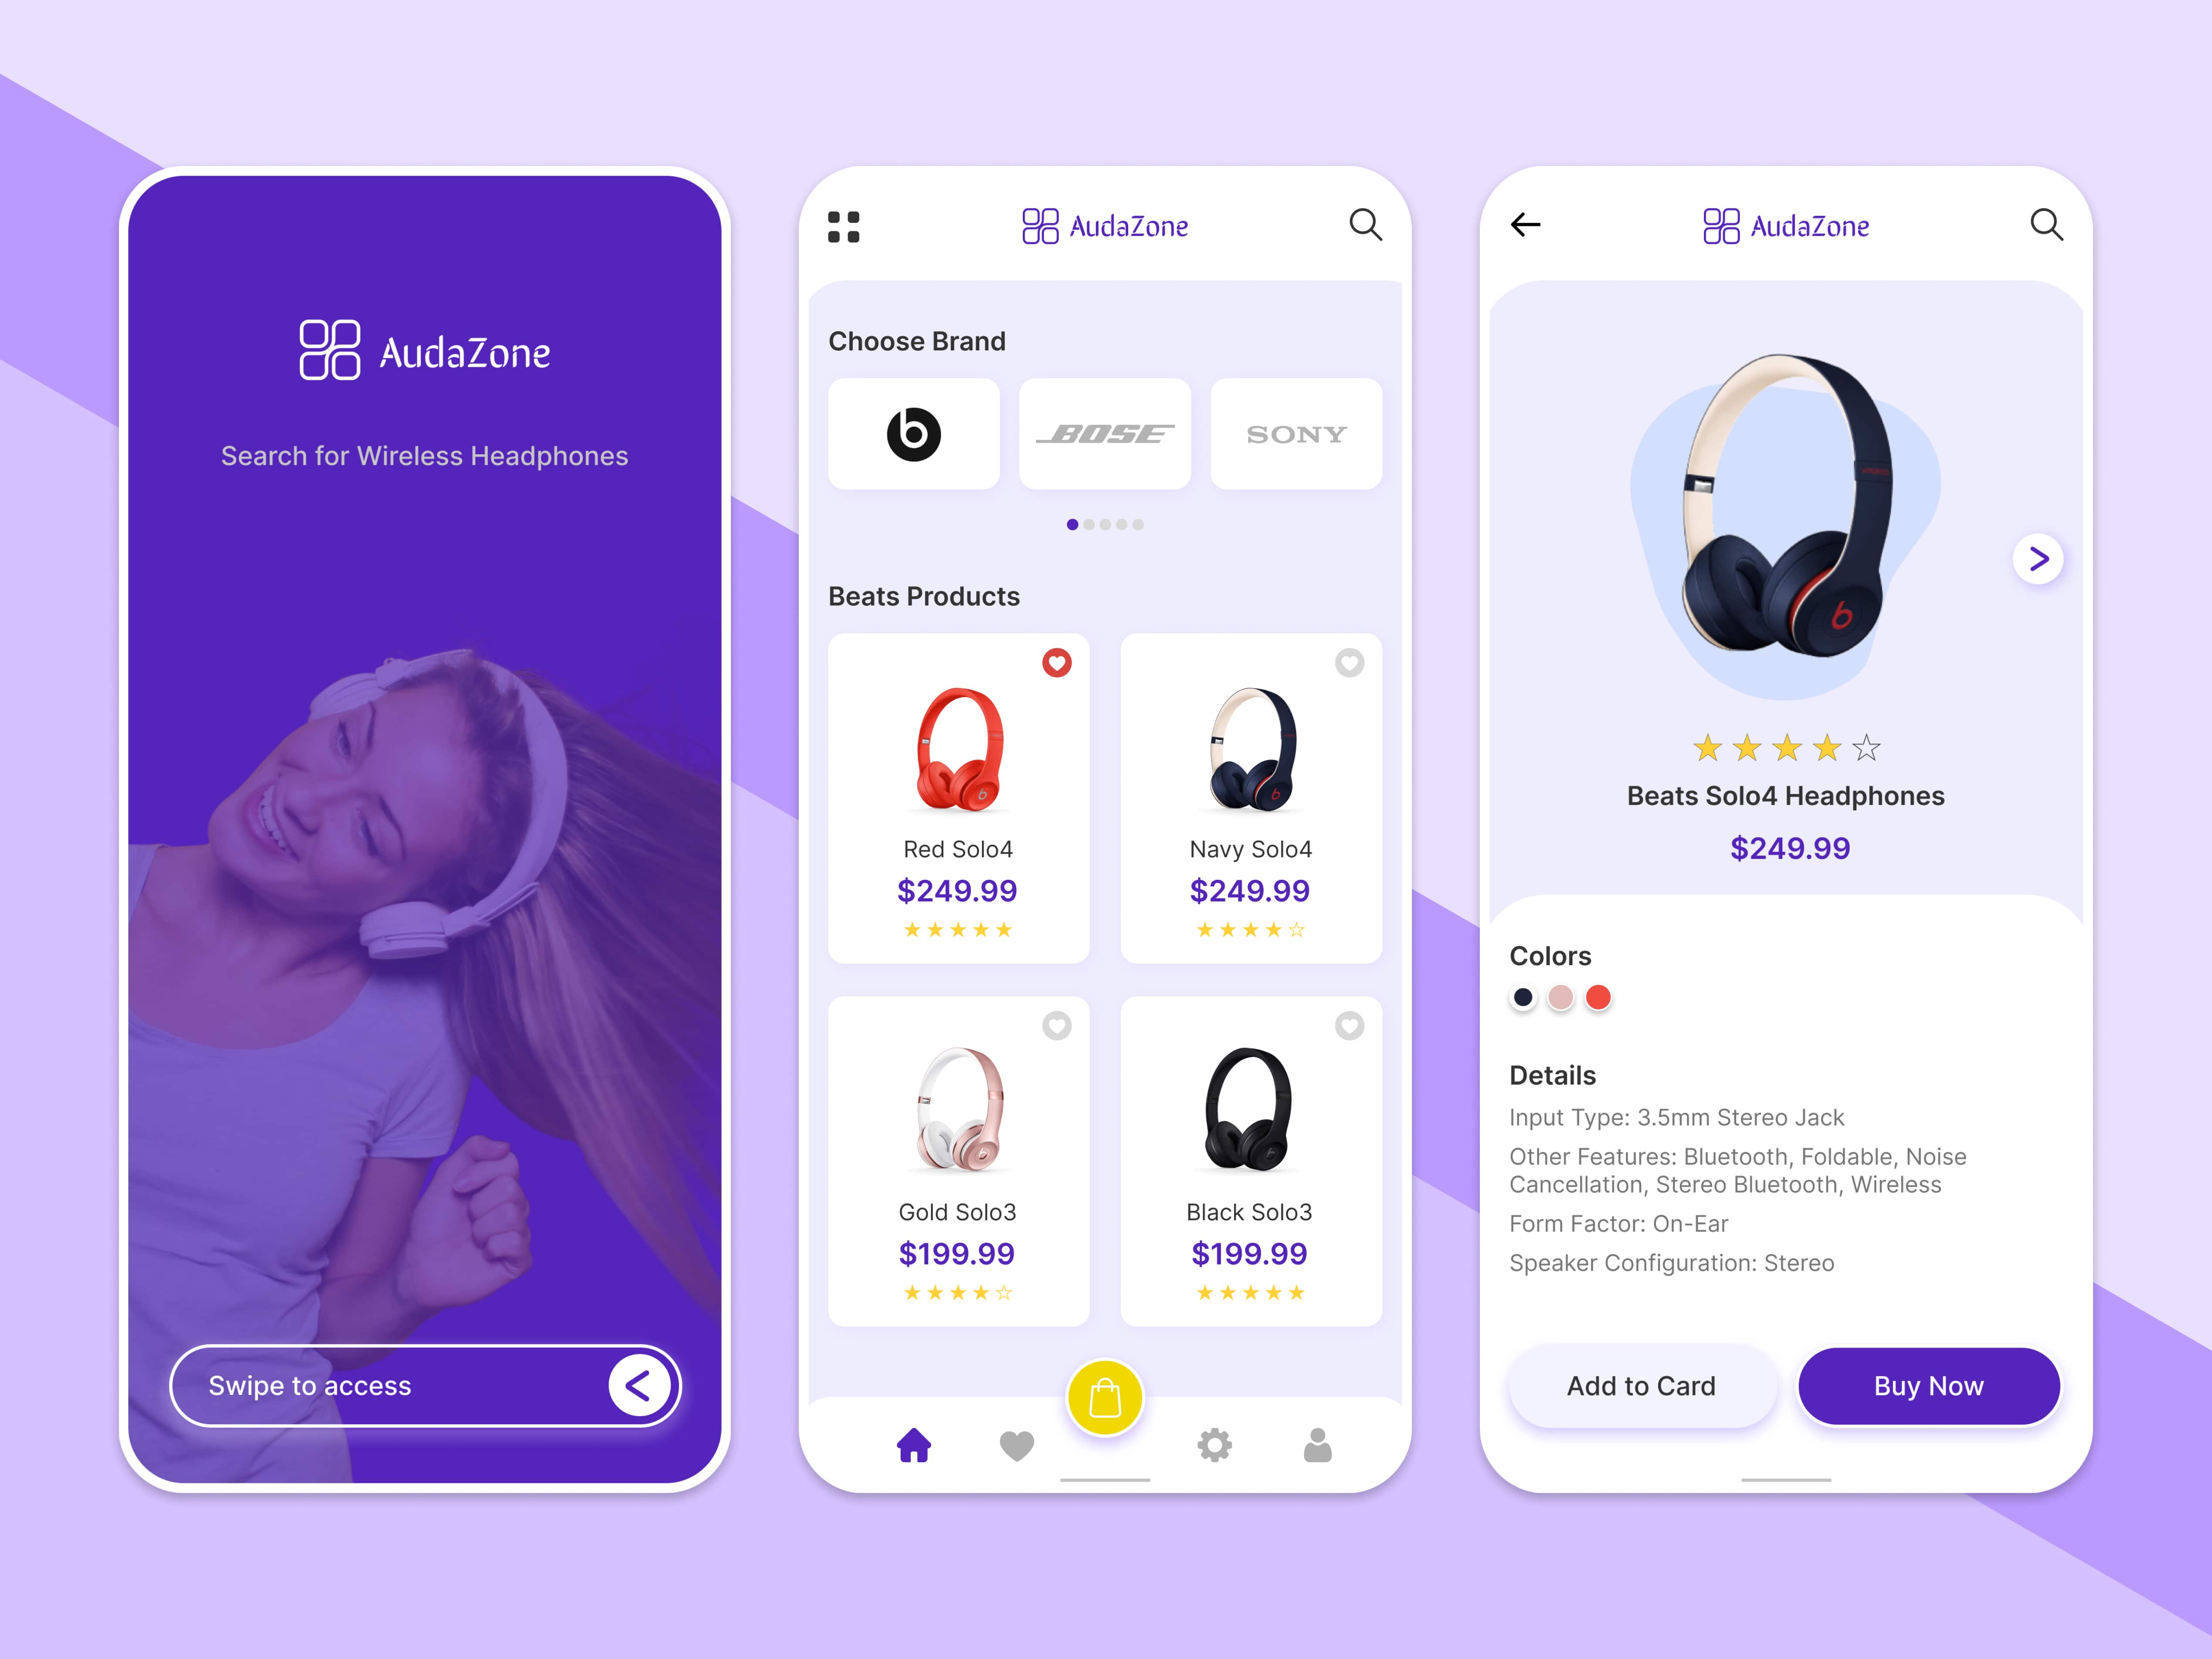 AudaZone
Search for Wireless Headphones
Swipe to access
AudaZone
Choose Brand
b
BOSE
SONY
Beats Products
Red Solo4
$249.99
Navy Solo4
$249.99
Gold Solo3
$199.99
Black Solo3
$199.99
AudaZone
Beats Solo4 Headphones
$249.99
Colors
Details
Input Type: 3.5mm Stereo Jack
Other Features: Bluetooth, Foldable, Noise
Cancellation, Stereo Bluetooth, Wireless
Form Factor: On-Ear
Speaker Configuration: Stereo
Add to Card
Buy Now